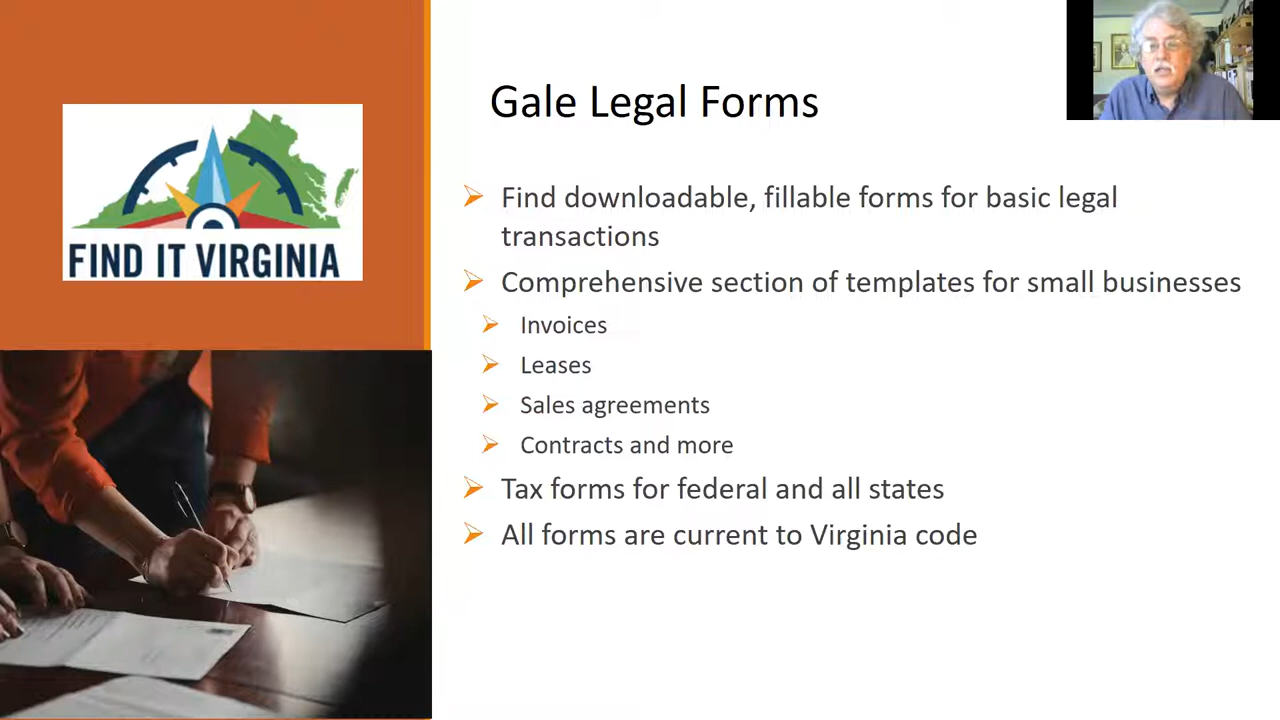 Gale Legal Forms
FIND IT VIRGINIA
Find downloadable, fillable forms for basic legal
transactions
Comprehensive section of templates for small businesses
Invoices
Leases
Sales agreements
Contracts and more
Tax forms for federal and all states
All forms are current to Virginia code